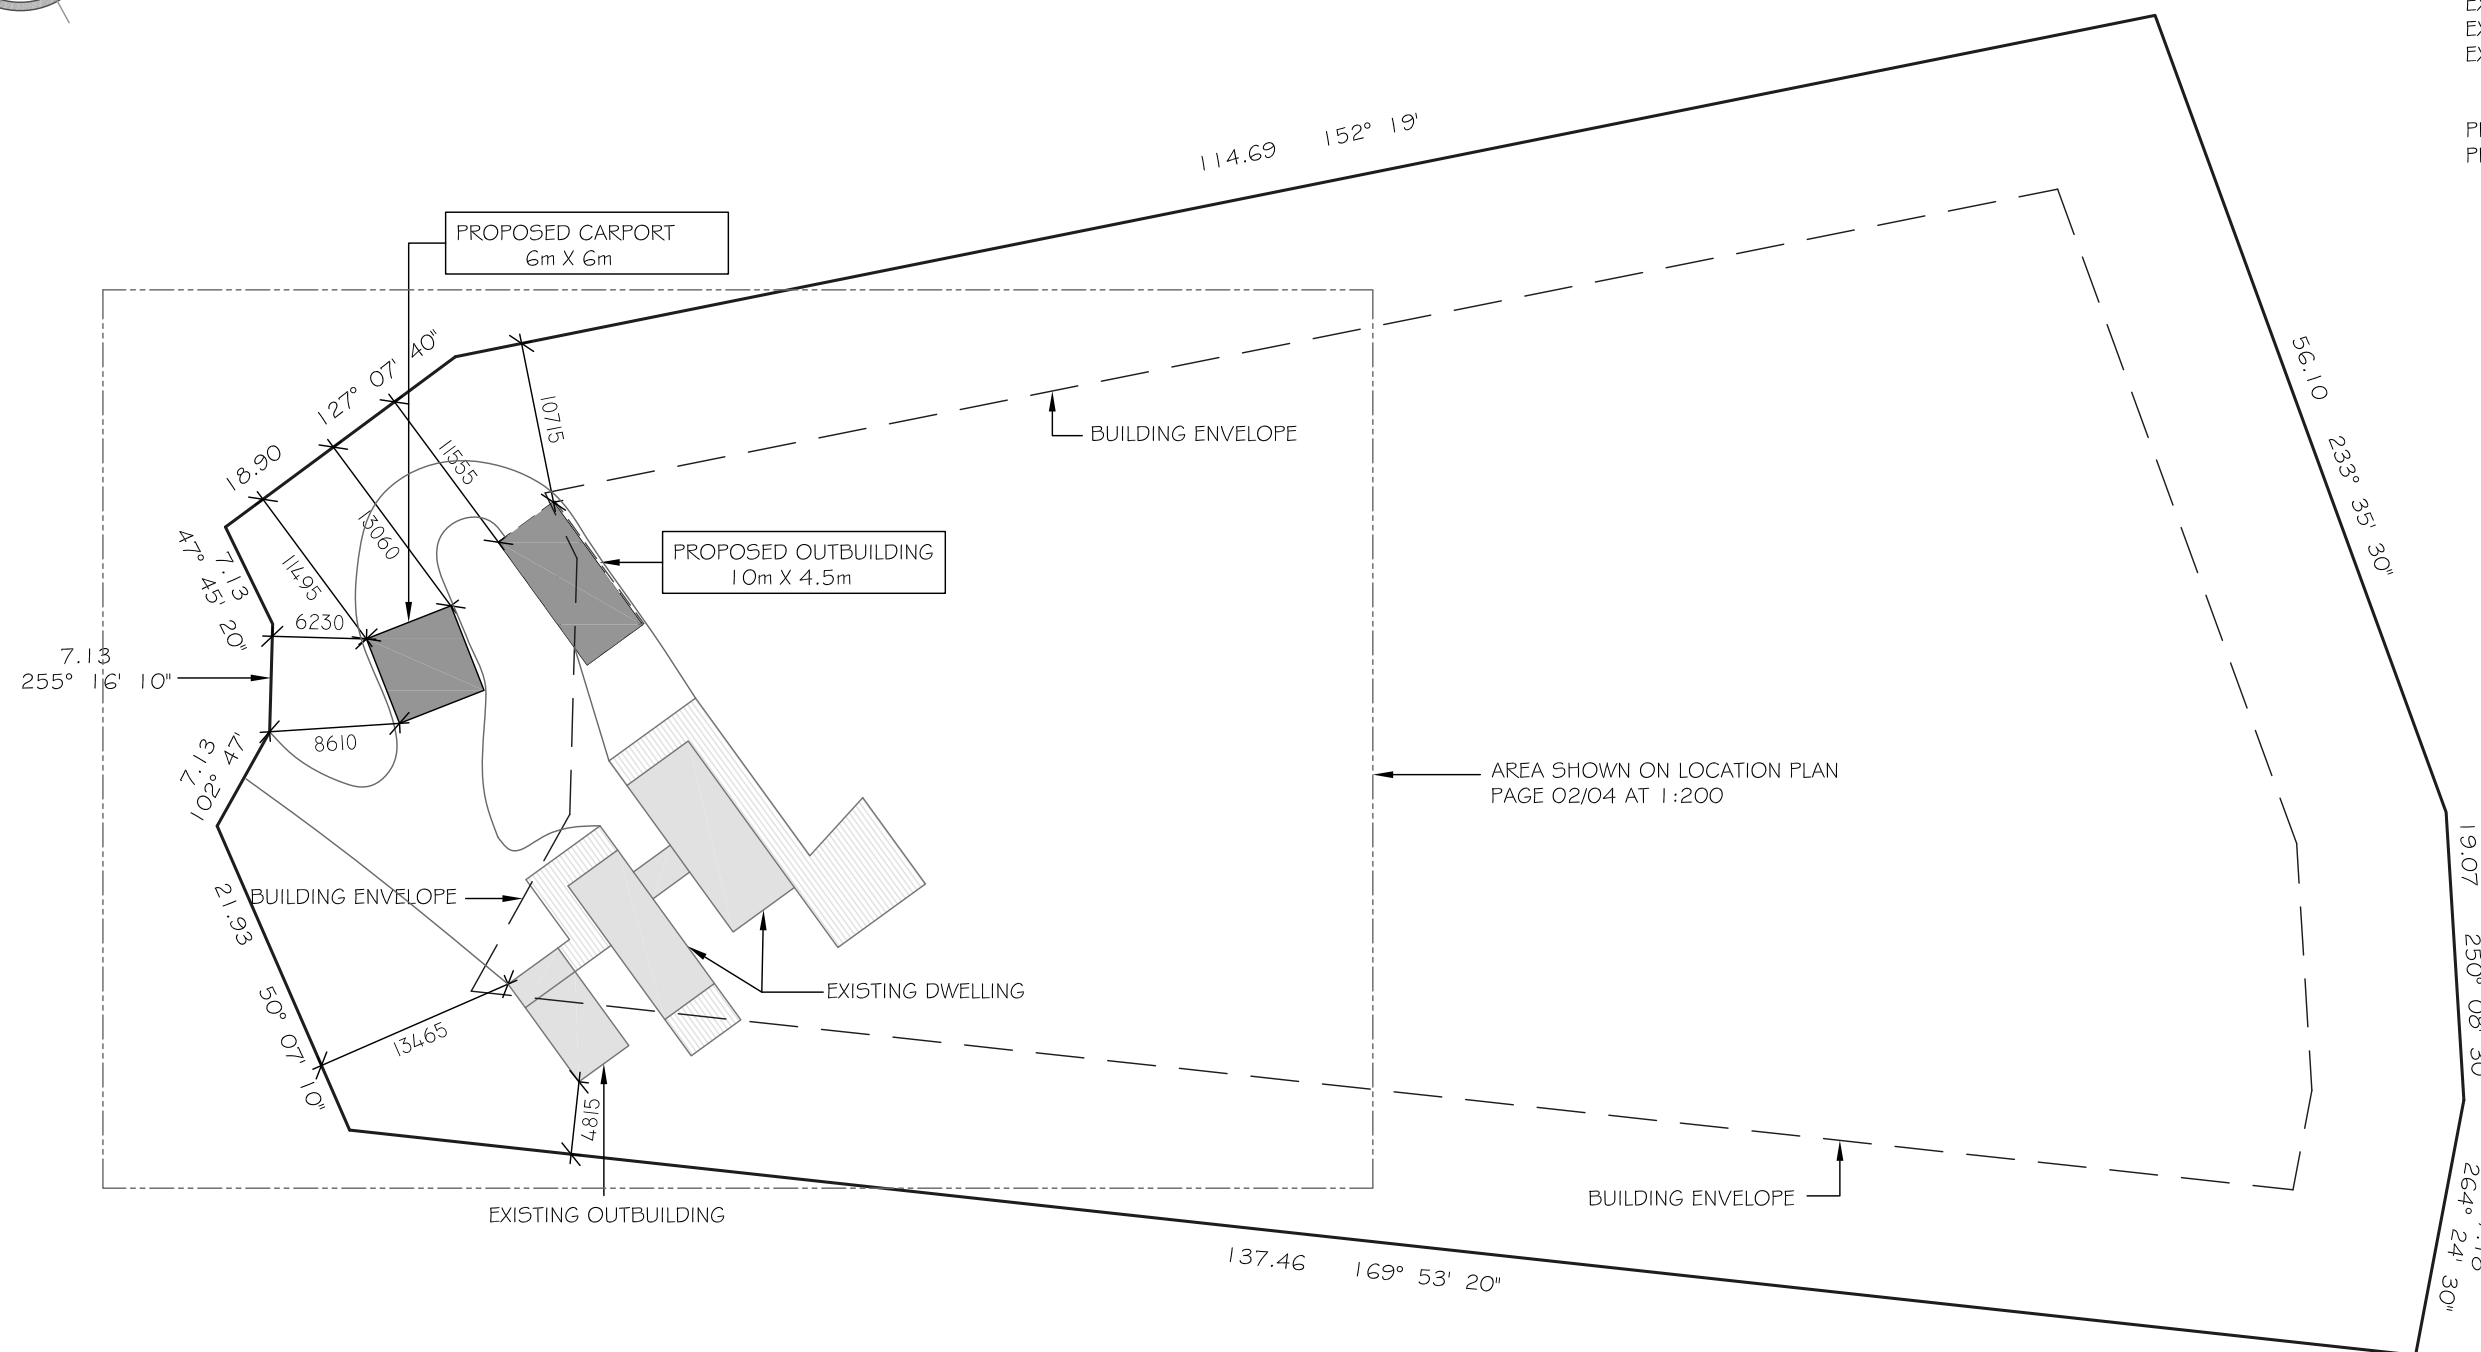 114.69 152° 19'
PROPOSED CARPORT
6m X 6m
127° 07' 40"
18.90
10715
11555
13060
11495
BUILDING ENVELOPE
56.10 233° 35' 30"
PROPOSED OUTBUILDING
10m X 4.5m
7.13
47° 45' 20"
6230
7.13
255° 16' 10"
8610
7.13
102° 47'
AREA SHOWN ON LOCATION PLAN
PAGE 02/04 AT 1:200
19.07 250° 08' 30
BUILDING ENVELOPE
21.93
50° 07' 10"
EXISTING DWELLING
13465
4815
EXISTING OUTBUILDING
BUILDING ENVELOPE
264° 24' 30"
137.46 169° 53' 20"